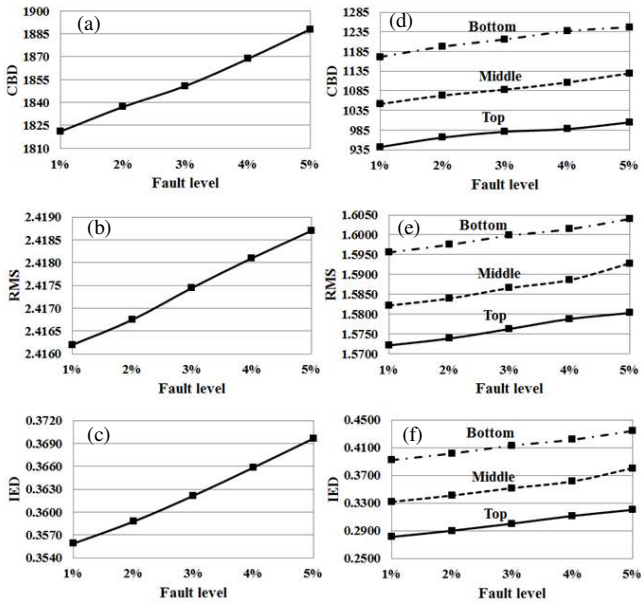 (a)
CBD
1900
1885
1870
1855
1840
1825
1810
1% 2% 3% 4% 5%
Fault level
(d)
CBD
1285
1235
1185
1135
1085
1035
985
935
Bottom
Middle
Top
1% 2% 3% 4% 5%
Fault level
(b)
RMS
2.4190
2.4185
2.4180
2.4175
2.4170
2.4165
2.4160
1% 2% 3% 4% 5%
Fault level
(e)
RMS
1.6050
1.6000
1.5950
1.5900
1.5850
1.5800
1.5750
1.5700
Bottom
Middle
Top
1% 2% 3% 4% 5%
Fault level
(c)
IED
0.3720
0.3690
0.3660
0.3630
0.3600
0.3570
0.3540
1% 2% 3% 4% 5%
Fault level
(f)
IED
0.4500
0.4100
0.3700
0.3300
0.2900
0.2500
Bottom
Middle
Top
1% 2% 3% 4% 5%
Fault level